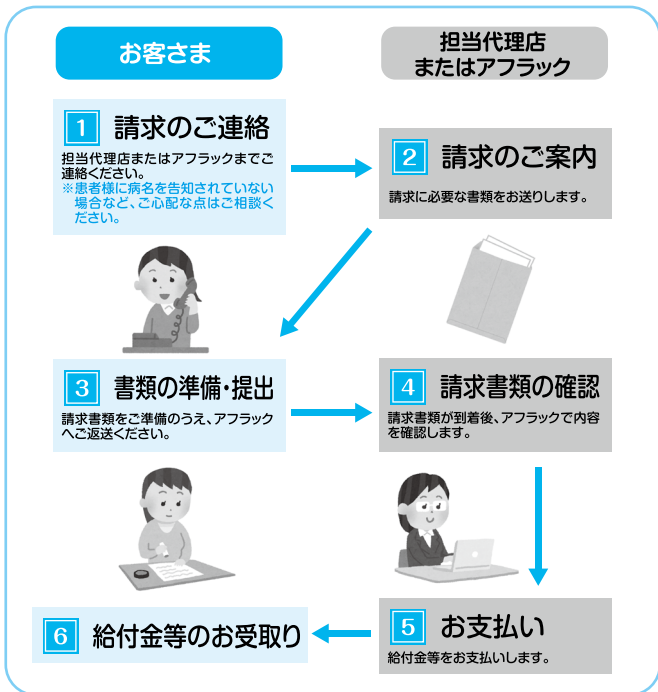 お客さま
担当代理店
またはアフラック
1 請求のご連絡
担当代理店またはアフラックまでご
連絡ください。
※患者様に病名を告知されていない
場合など、ご心配な点はご相談く
ださい。
2 請求のご案内
請求に必要な書類をお送りします。
3 書類の準備・提出
請求書類をご準備のうえ、アフラック
へご返送ください。
4 請求書類の確認
請求書類が到着後、アフラックで内容
を確認します。
5 お支払い
給付金等をお支払いします。
6 給付金等のお受取り